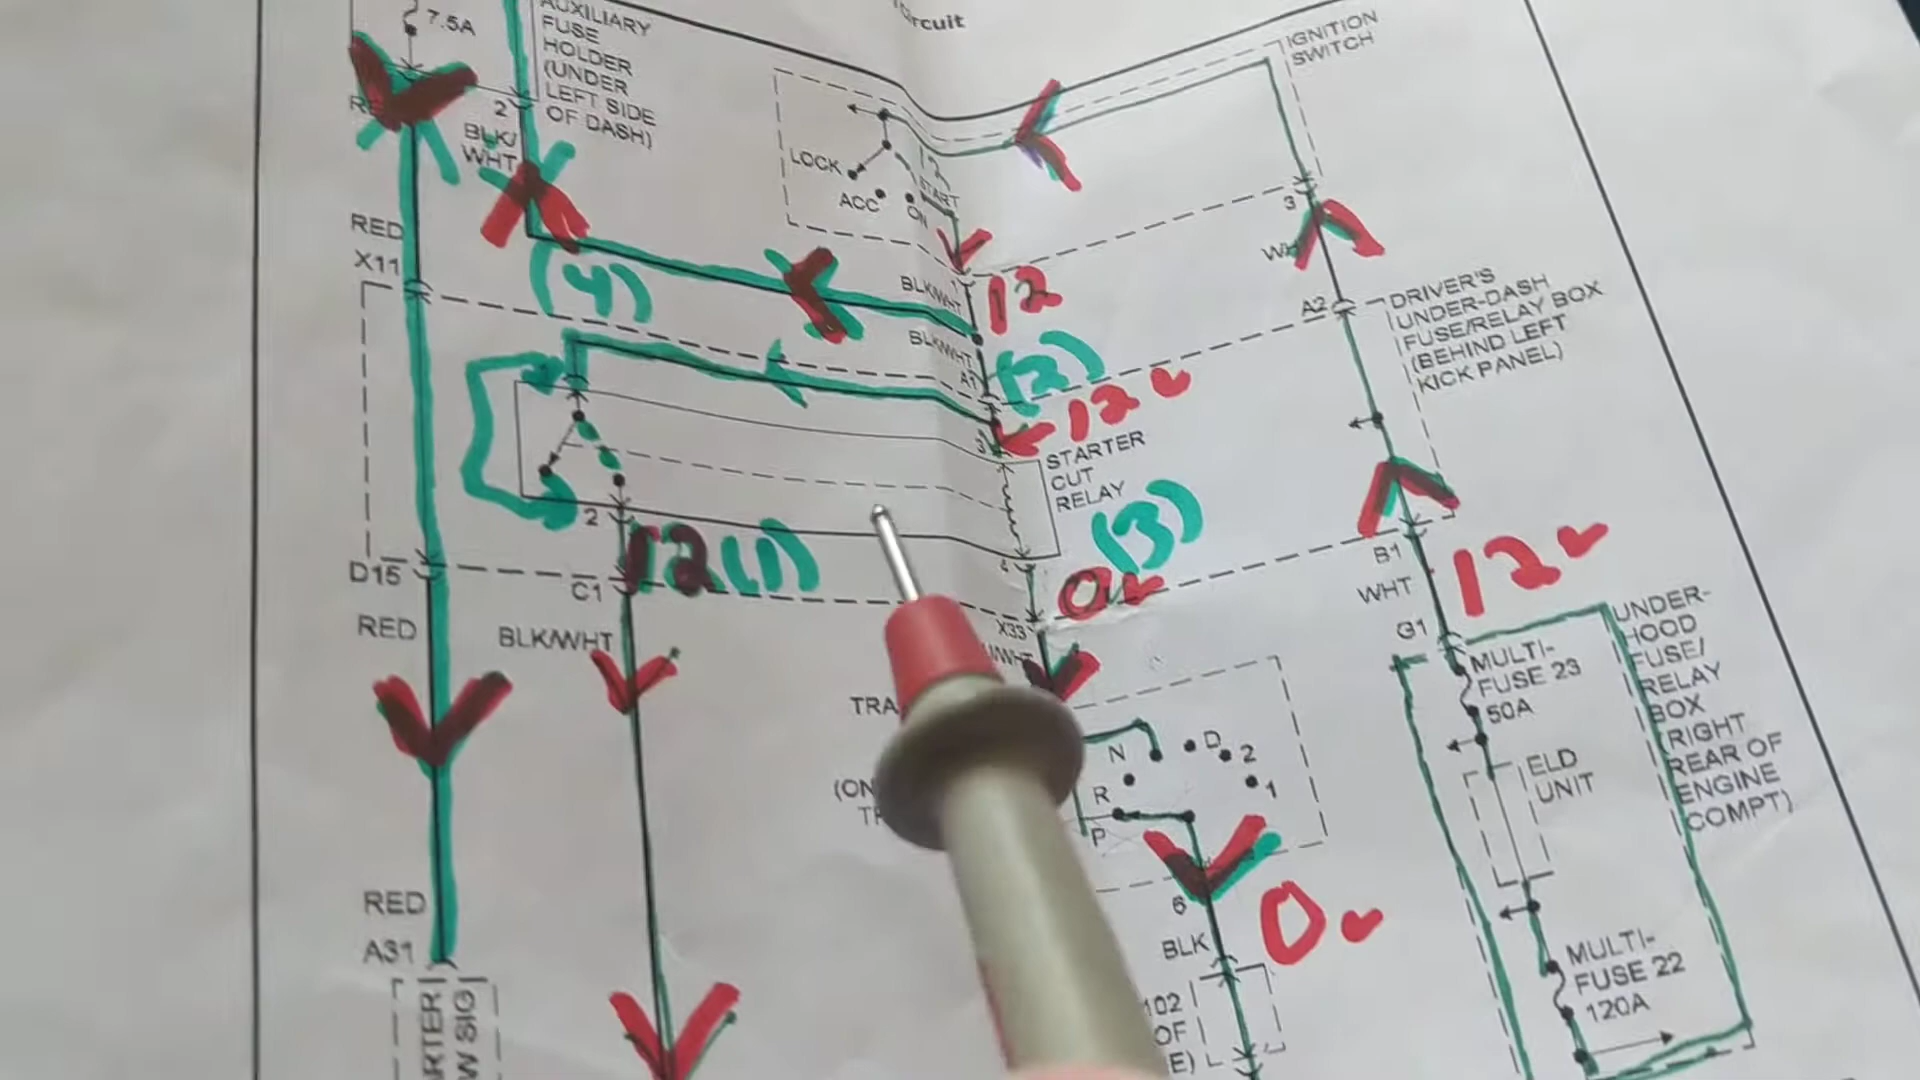 7.5A
AUXILIARY
FUSE
HOLDER
(UNDER
LEFT SIDE
OF DASH)
2
BLK/
WHT
RED
X11
(4)
IGNITION
SWITCH
LOCK
ACC
ON
START
12
3
1
BLK/WHT
12
BLK/WHT
A1
(2)
12
3
A2
DRIVER'S
UNDER-DASH
FUSE/RELAY BOX
(BEHIND LEFT
KICK PANEL)
STARTER
CUT
RELAY
(3)
2
12 (1)
4
0
B1
WHT
12
G1
D15
C1
X33
RED
BLK/WHT
MULTI-
FUSE 23
50A
UNDER-
HOOD
FUSE/
RELAY
BOX
(RIGHT
REAR OF
ENGINE
COMPT)
N
D
2
R
1
P
ELD
UNIT
6
0
BLK
RED
A31
MULTI-
FUSE 22
120A